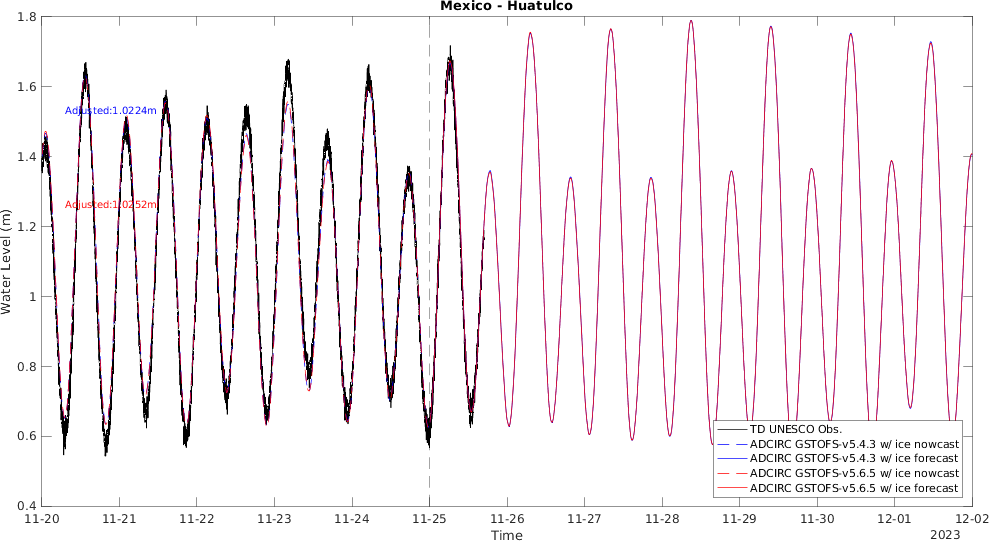 Mexico - Huatulco
1.8
1.6
1.4
1.2
1
0.8
0.6
0.4
Water Level (m)
Adjusted:1.0224m
Adjusted:1.0252m
TD UNESCO Obs.
ADCIRC GSTOFS-v5.4.3 w/ ice nowcast
ADCIRC GSTOFS-v5.4.3 w/ ice forecast
ADCIRC GSTOFS-v5.6.5 w/ ice nowcast
ADCIRC GSTOFS-v5.6.5 w/ ice forecast
11-20 11-21 11-22 11-23 11-24 11-25 11-26 11-27 11-28 11-29 11-30 12-01 12-02
Time
2023